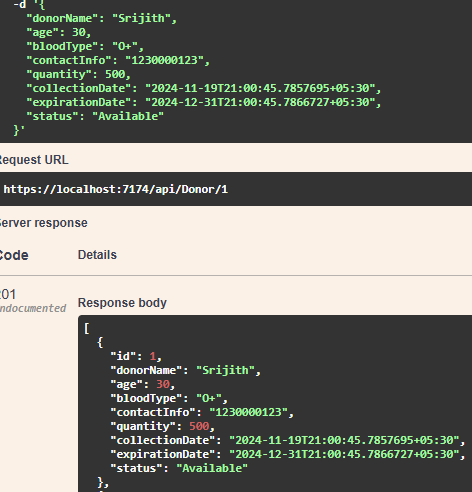 -d '{
"donorName": "Srijith",
"age": 30,
"bloodType": "O+",
"contactInfo": "1230000123",
"quantity": 500,
"collectionDate": "2024-11-19T21:00:45.7857695+05:30",
"expirationDate": "2024-12-31T21:00:45.7866727+05:30",
"status": "Available"
}'
Request URL
https://localhost:7174/api/Donor/1
Server response
Code Details
201
Undocumented
Response body
[
{
"id": 1,
"donorName": "Srijith",
"age": 30,
"bloodType": "O+",
"contactInfo": "1230000123",
"quantity": 500,
"collectionDate": "2024-11-19T21:00:45.7857695+05:30",
"expirationDate": "2024-12-31T21:00:45.7866727+05:30",
"status": "Available"
},